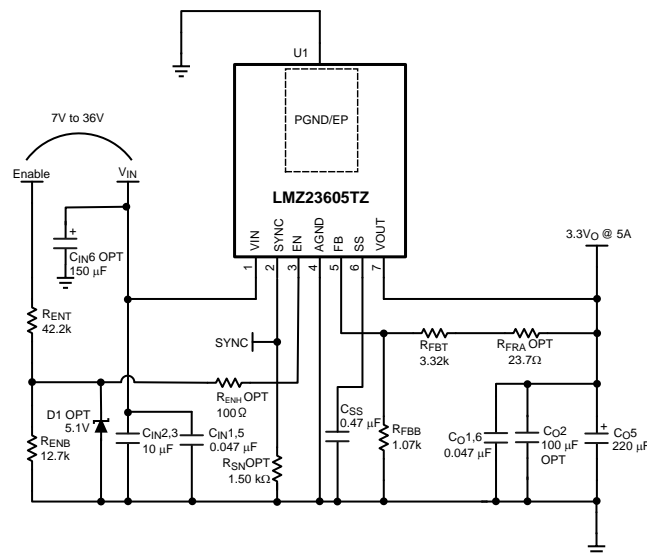 U1
PGND/EP
7V to 36V
Enable
VIN
LMZ23605TZ
3.3VO @ 5A
VIN
SYNC
EN
AGND
FB
SS
VOUT
1
2
3
4
5
6
7
+
CIN6 OPT
150 µF
RENT
42.2k
SYNC
RFBT
3.32k
RFRA OPT
23.7Ω
RENH OPT
100 Ω
D1 OPT
5.1V
RENB
12.7k
CIN2,3
10 µF
CIN1,5
0.047 µF
RSN OPT
1.50 kΩ
CSS
0.47 µF
RFBB
1.07k
CO1,6
0.047 µF
CO2
100 µF
OPT
+
CO5
220 µF